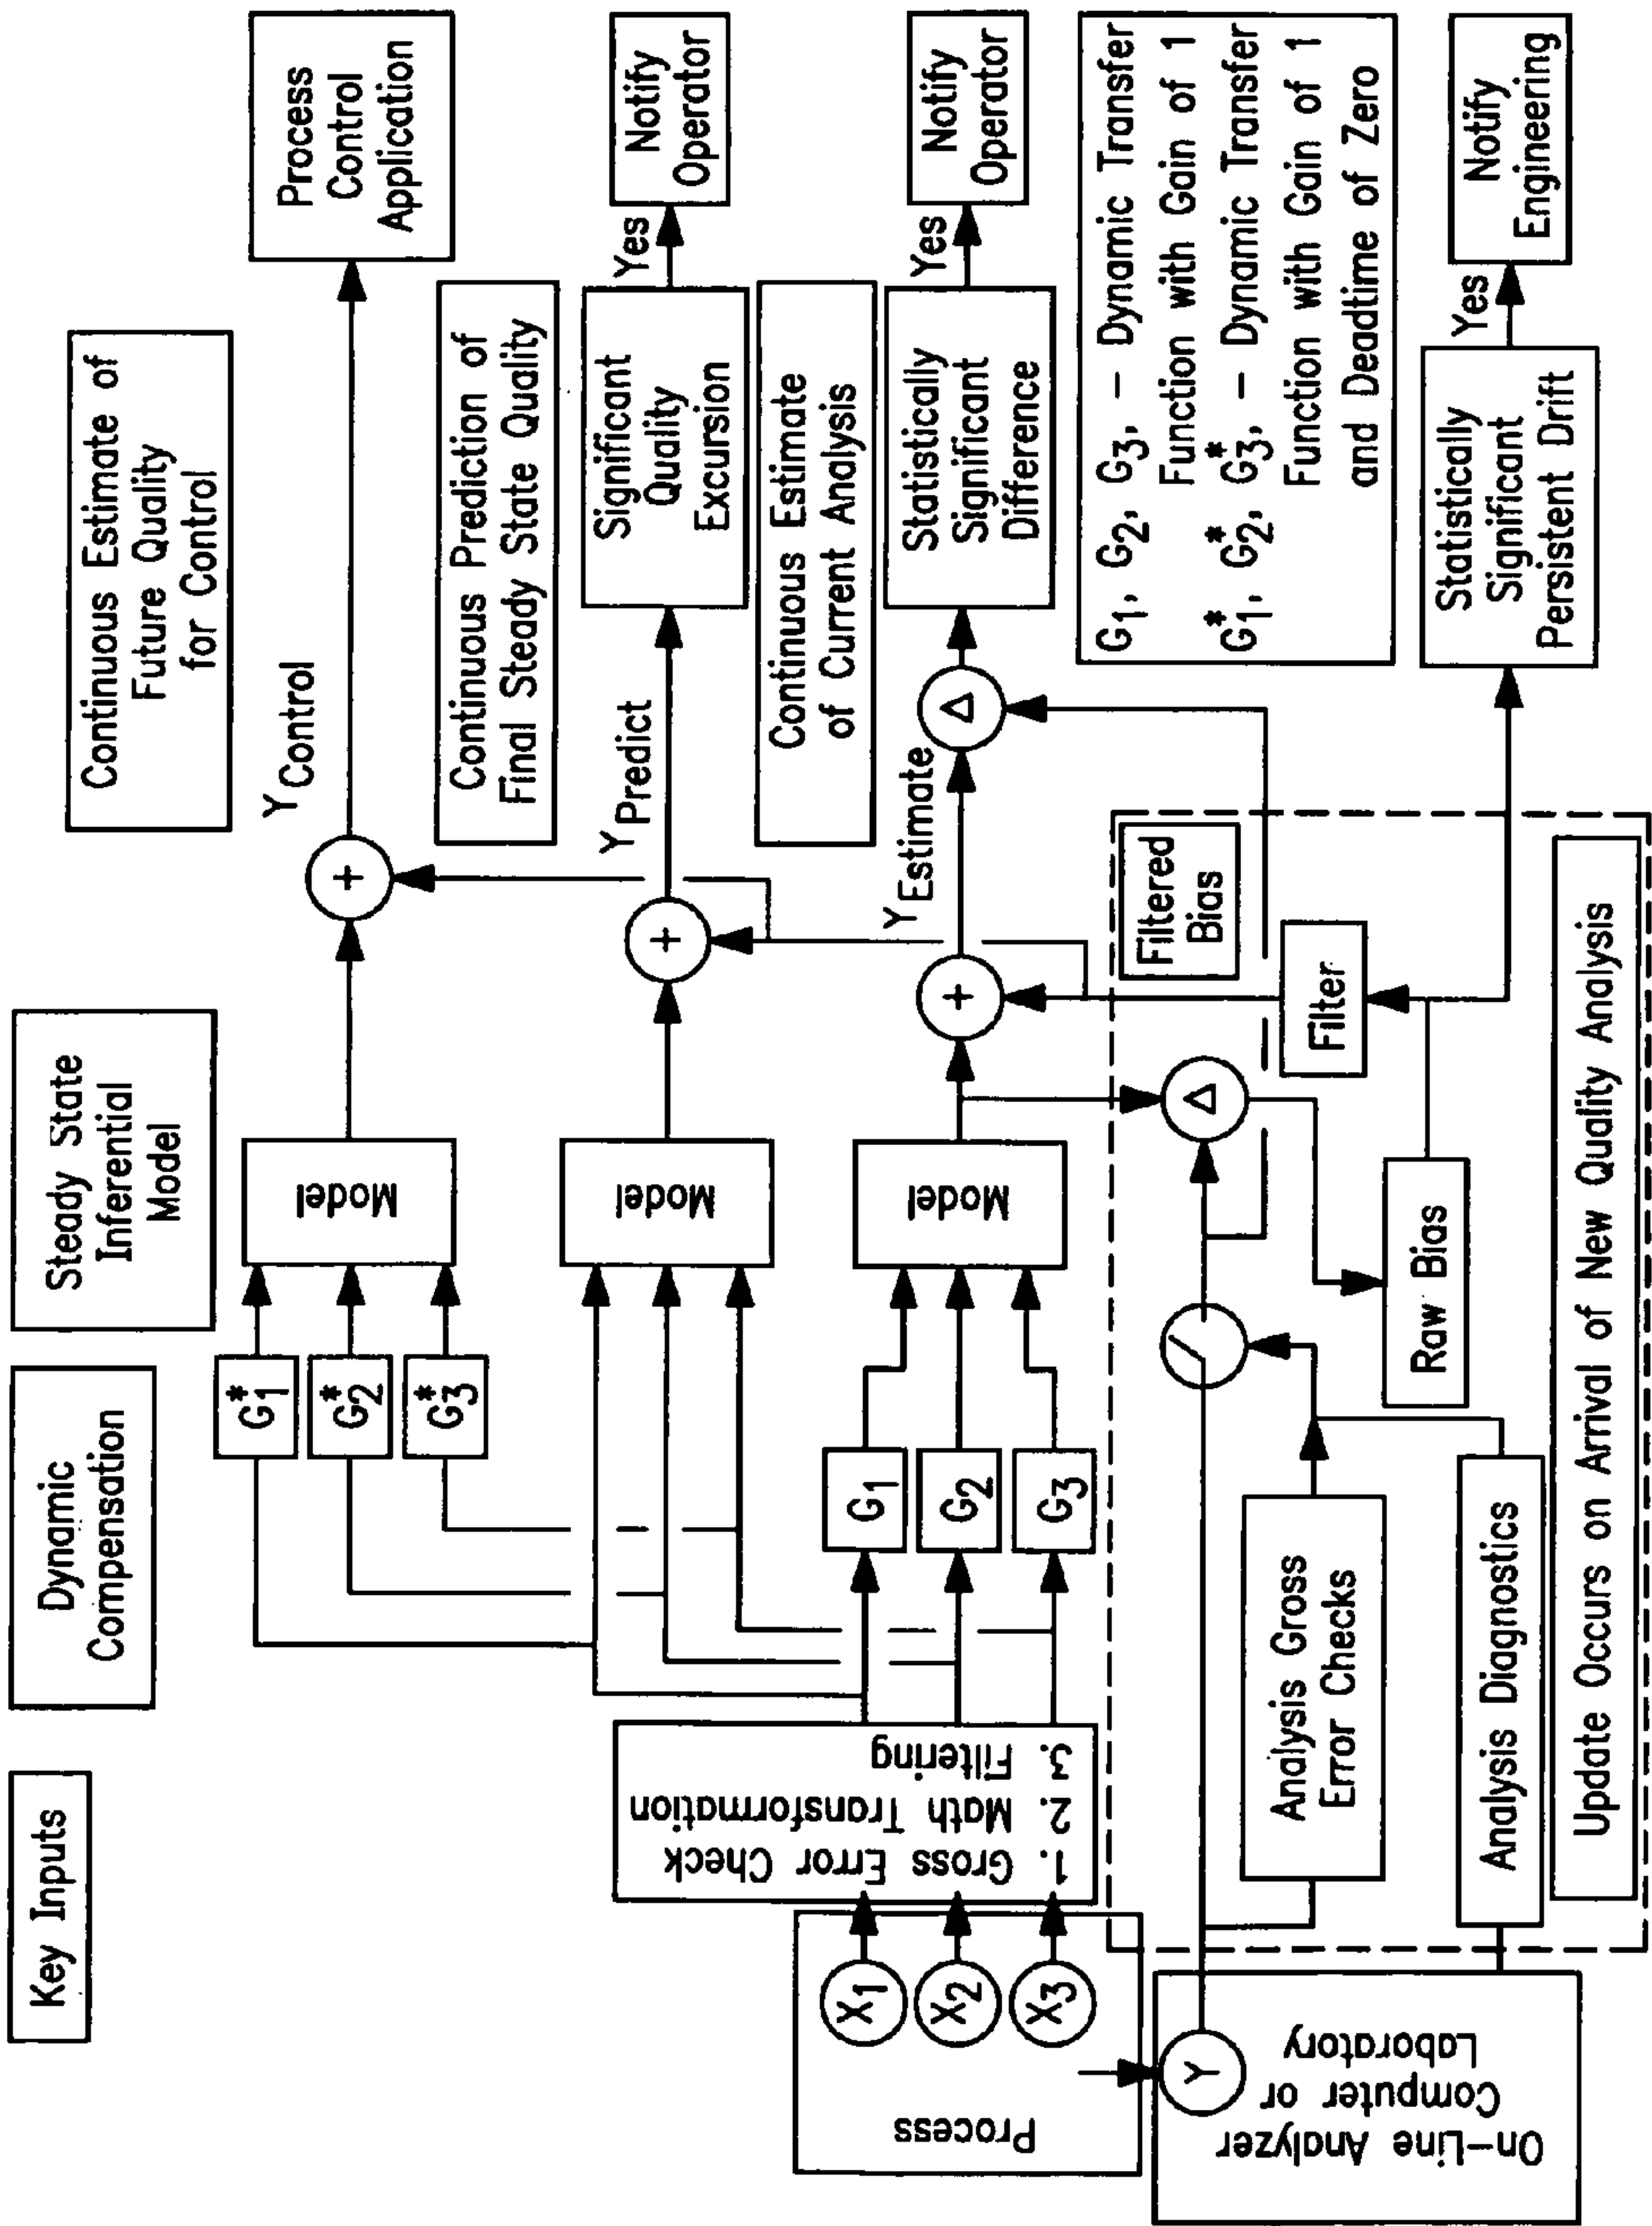 Key Inputs
Dynamic
Compensation
Steady State
Inferential
Model
Continuous Estimate of
Future Quality
for Control
G*1
G*2
G*3
Model
YControl
Process
Control
Application
Continuous Prediction of
Final Steady State Quality
Model
YPredict
Significant
Quality
Excursion
Yes
Notify
Operator
Continuous Estimate
of Current Analysis
Process
X1
X2
X3
1. Gross Error Check
2. Math Transformation
3. Filtering
G1
G2
G3
Model
+
+
+
YEstimate
Δ
Statistically
Significant
Difference
Yes
Notify
Operator
G1, G2, G3, – Dynamic Transfer
Function with Gain of 1
G*1, G*2, G*3, – Dynamic Transfer
Function with Gain of 1
and Deadtime of Zero
On-Line Analyzer
Computer or
Laboratory
Y
Analysis Gross
Error Checks
Analysis Diagnostics
Δ
Raw Bias
Filter
Filtered
Bias
Statistically
Significant
Persistent Drift
Yes
Notify
Engineering
Update Occurs on Arrival of New Quality Analysis